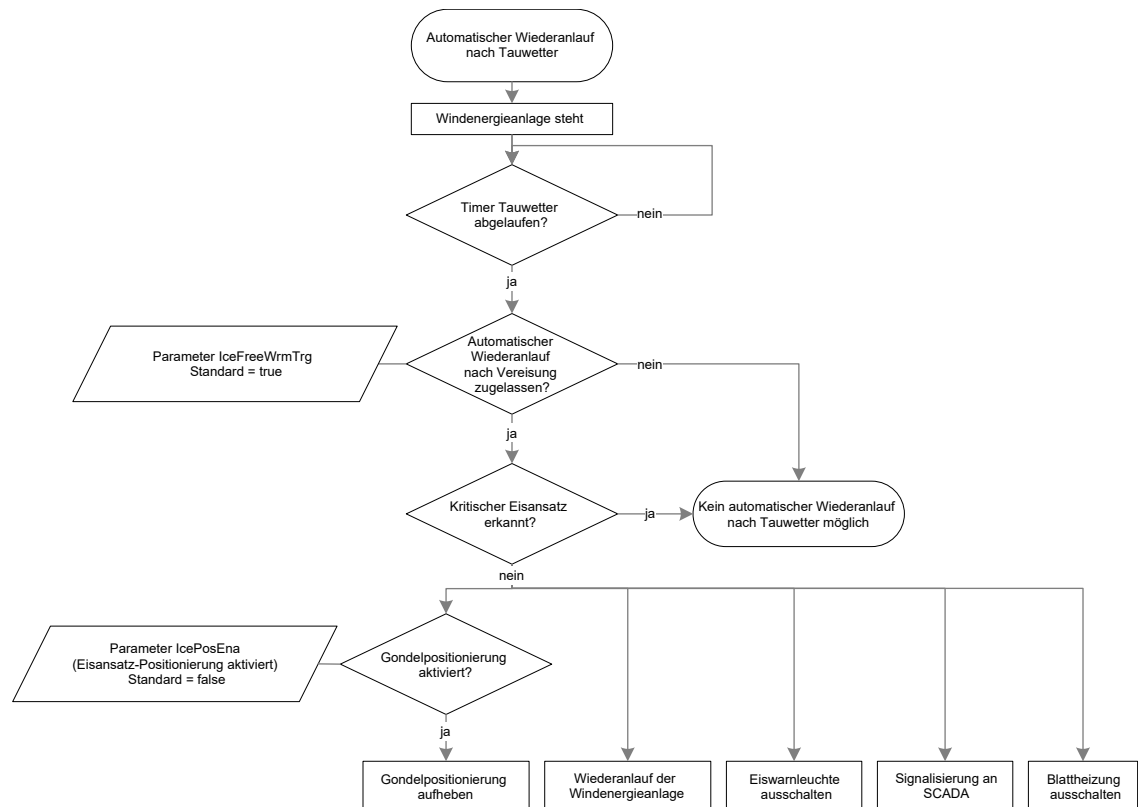 Automatischer Wiederanlauf
nach Tauwetter
Windenergieanlage steht
Timer Tauwetter
abgelaufen?
nein
ja
Parameter IceFreeWrmTrg
Standard = true
Automatischer
Wiederanlauf
nach Vereisung
zugelassen?
nein
ja
Kritischer Eisansatz
erkannt?
ja
Kein automatischer Wiederanlauf
nach Tauwetter möglich
nein
Parameter IcePosEna
(Eisansatz-Positionierung aktiviert)
Standard = false
Gondelpositionierung
aktiviert?
ja
Gondelpositionierung
aufheben
Wiederanlauf der
Windenergieanlage
Eiswarnleuchte
ausschalten
Signalisierung an
SCADA
Blattheizung
ausschalten